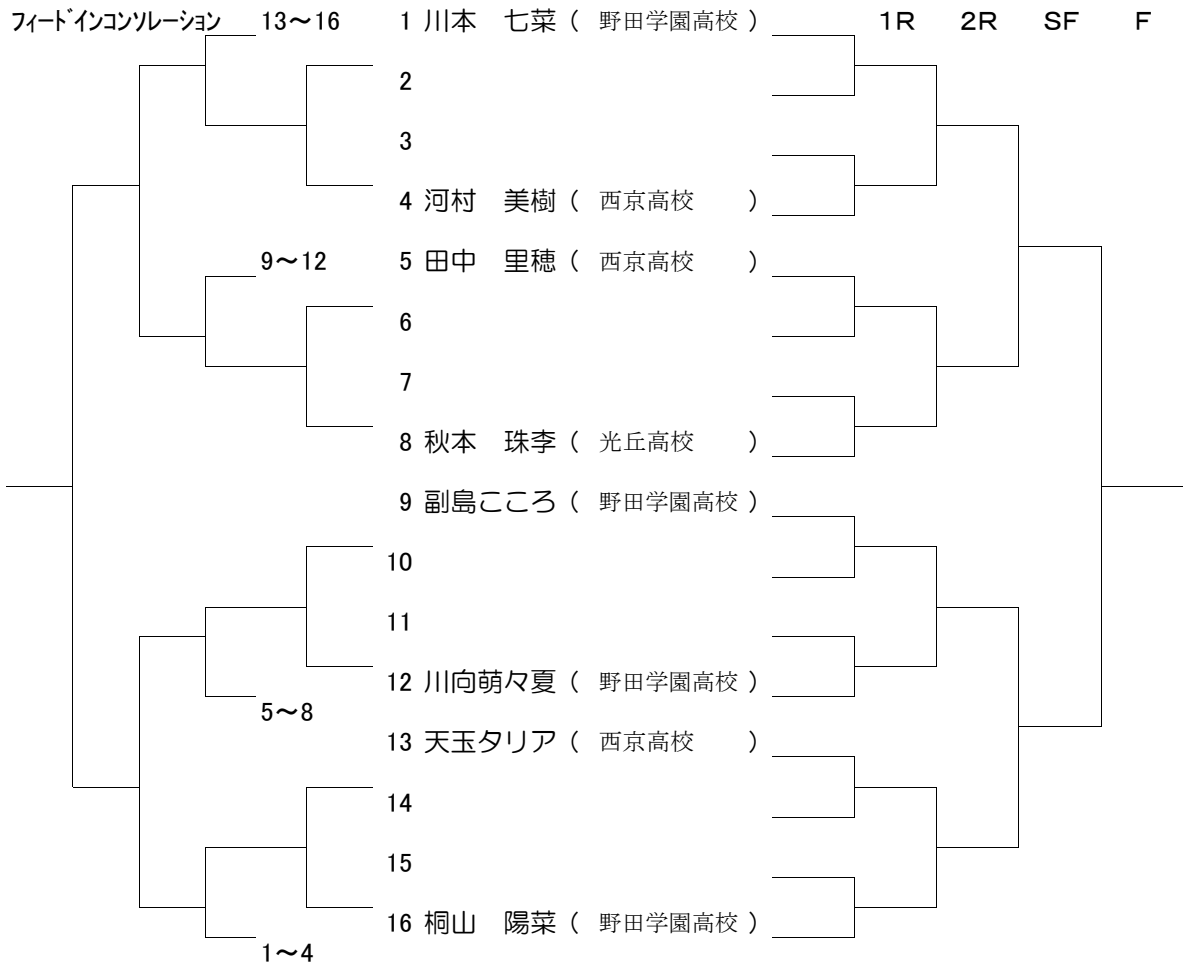 フィードインコンソレーション 13～16 1 川本 七菜（ 野田学園高校 ） 1R 2R SF F
2
3
4 河村 美樹（ 西京高校 ）
9～12 5 田中 里穂（ 西京高校 ）
6
7
8 秋本 珠李（ 光丘高校 ）
9 副島こころ（ 野田学園高校 ）
10
11
12 川向萌々夏（ 野田学園高校 ）
5～8
13 天玉タリア（ 西京高校 ）
14
15
16 桐山 陽菜（ 野田学園高校 ）
1～4